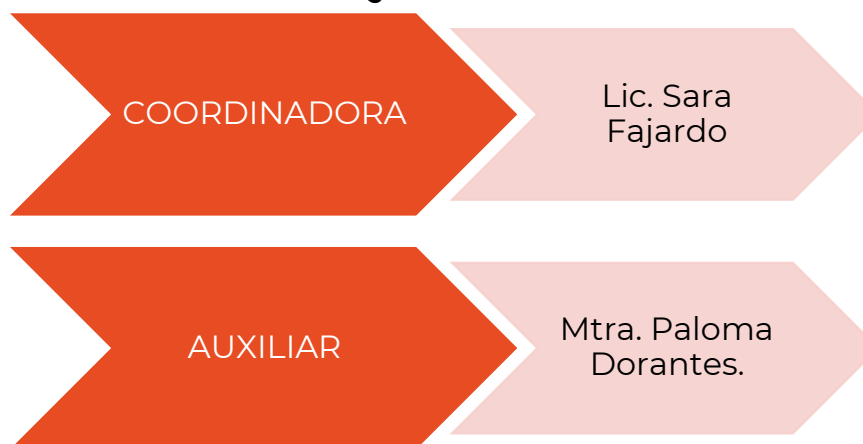 COORDINADORA
Lic. Sara
Fajardo
AUXILIAR
Mtra. Paloma
Dorantes.